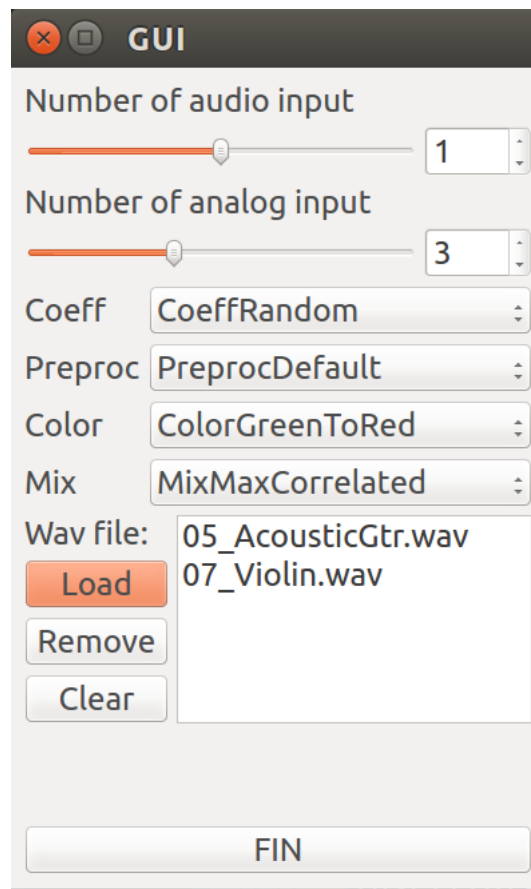 GUI
Number of audio input
1
Number of analog input
3
Coeff CoeffRandom
Preproc PreprocDefault
Color ColorGreenToRed
Mix MixMaxCorrelated
Wav file:
05_AcousticGtr.wav
07_Violin.wav
Load
Remove
Clear
FIN